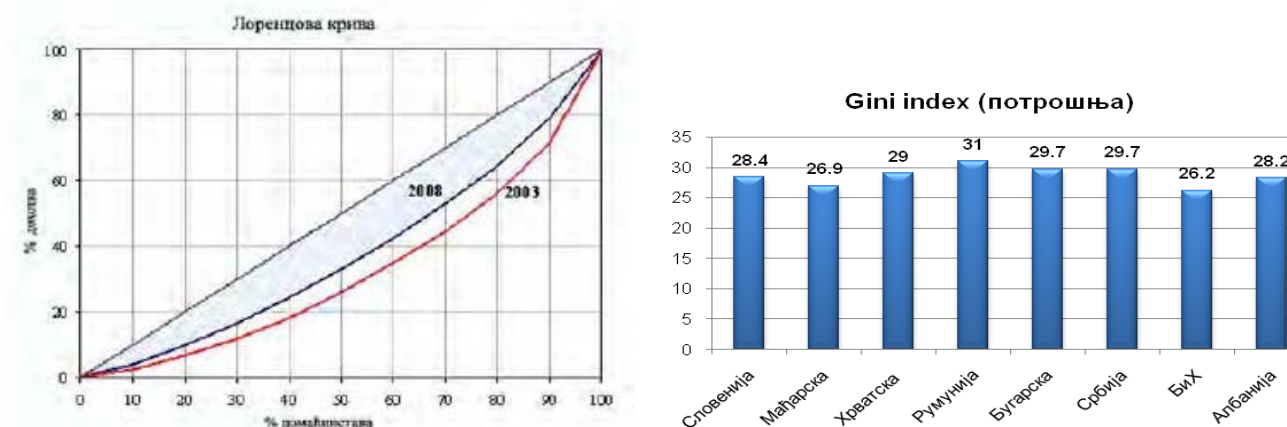 Лоренцова крива
100
80
60
40
20
0
% дохотка
2008
2003
0 10 20 30 40 50 60 70 80 90 100
% домаћинстава
Gini index (потрошња)
35
30
25
20
15
10
5
0
28.4 26.9 29 31 29.7 29.7 26.2 28.2
Словенија Мађарска Хрватска Румунија Бугарска Србија БиХ Албанија